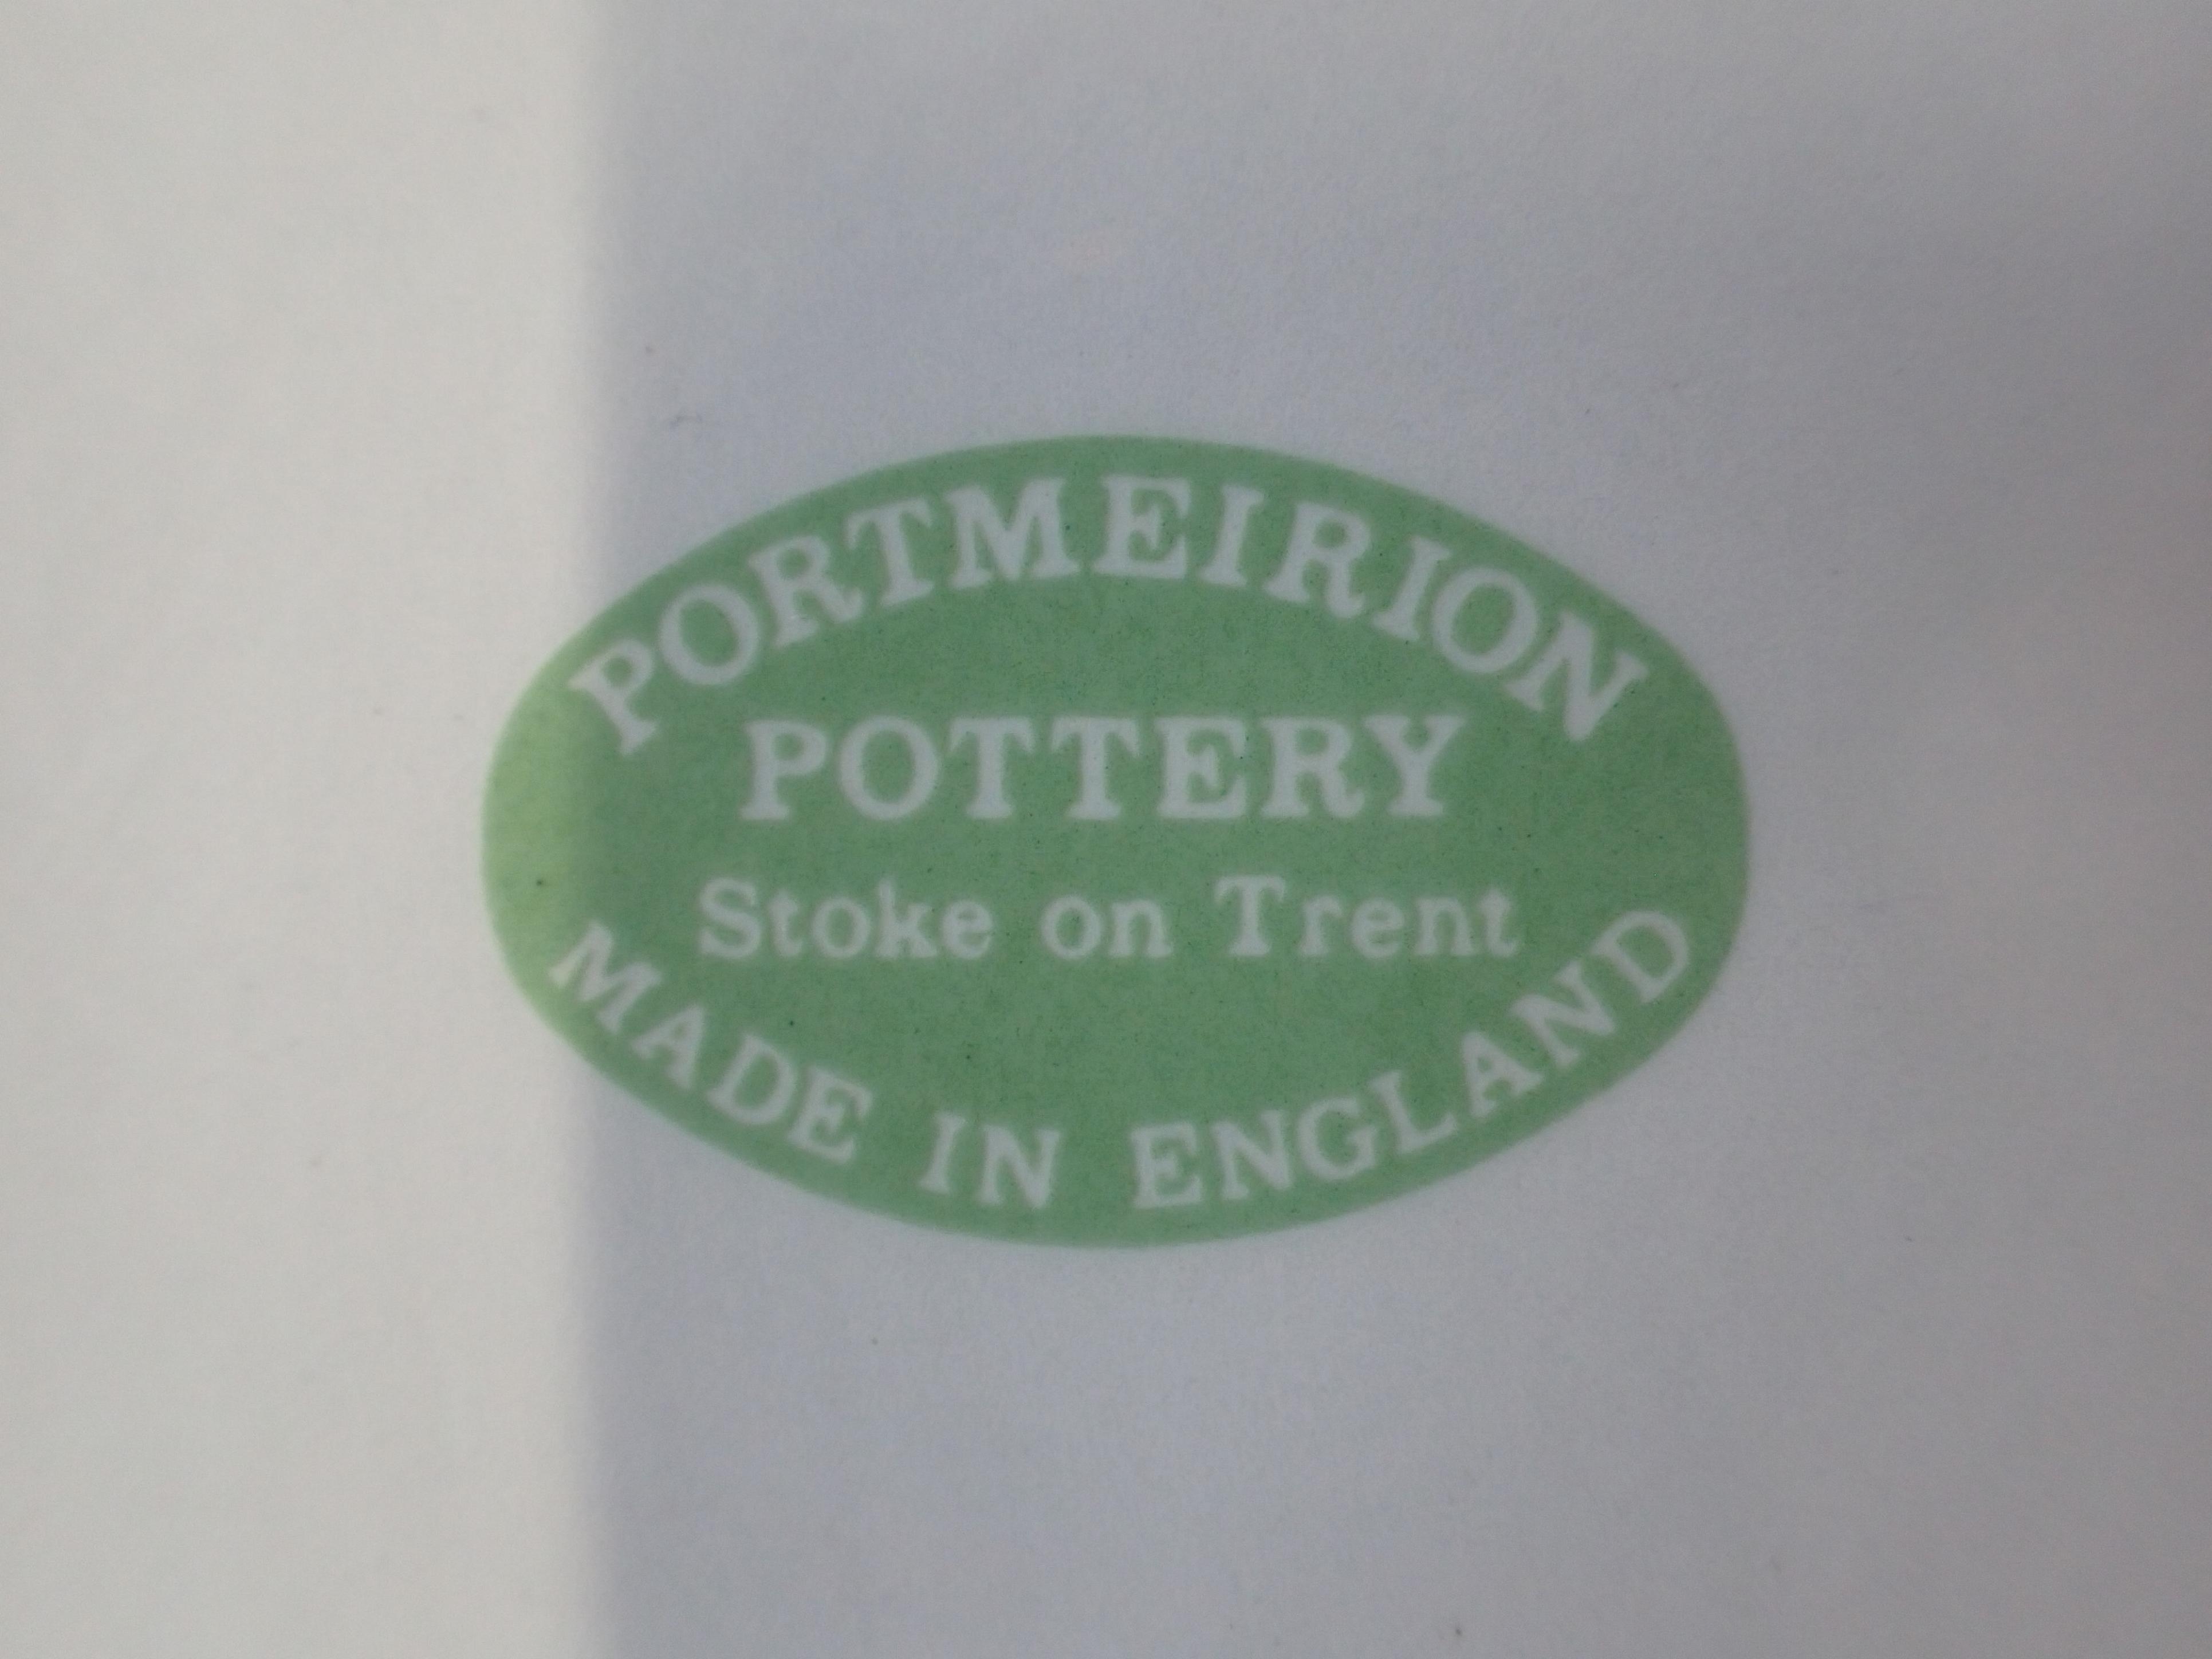 PORTMEIRION
POTTERY
Stoke on Trent
MADE IN ENGLAND